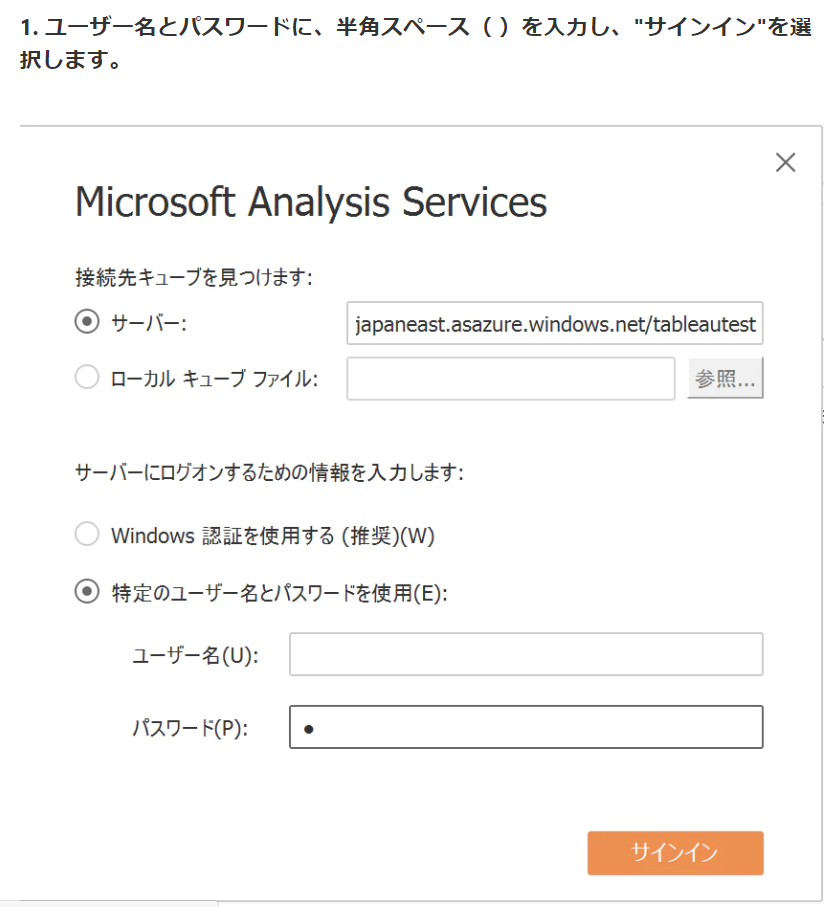 1. ユーザー名とパスワードに、半角スペース（ ）を入力し、"サインイン"を選
択します。
Microsoft Analysis Services
接続先キューブを見つけます:
サーバー:
japaneast.asazure.windows.net/tableautest
ローカル キューブ ファイル:
参照...
サーバーにログオンするための情報を入力します:
Windows 認証を使用する (推奨)(W)
特定のユーザー名とパスワードを使用(E):
ユーザー名(U):
パスワード(P):
サインイン